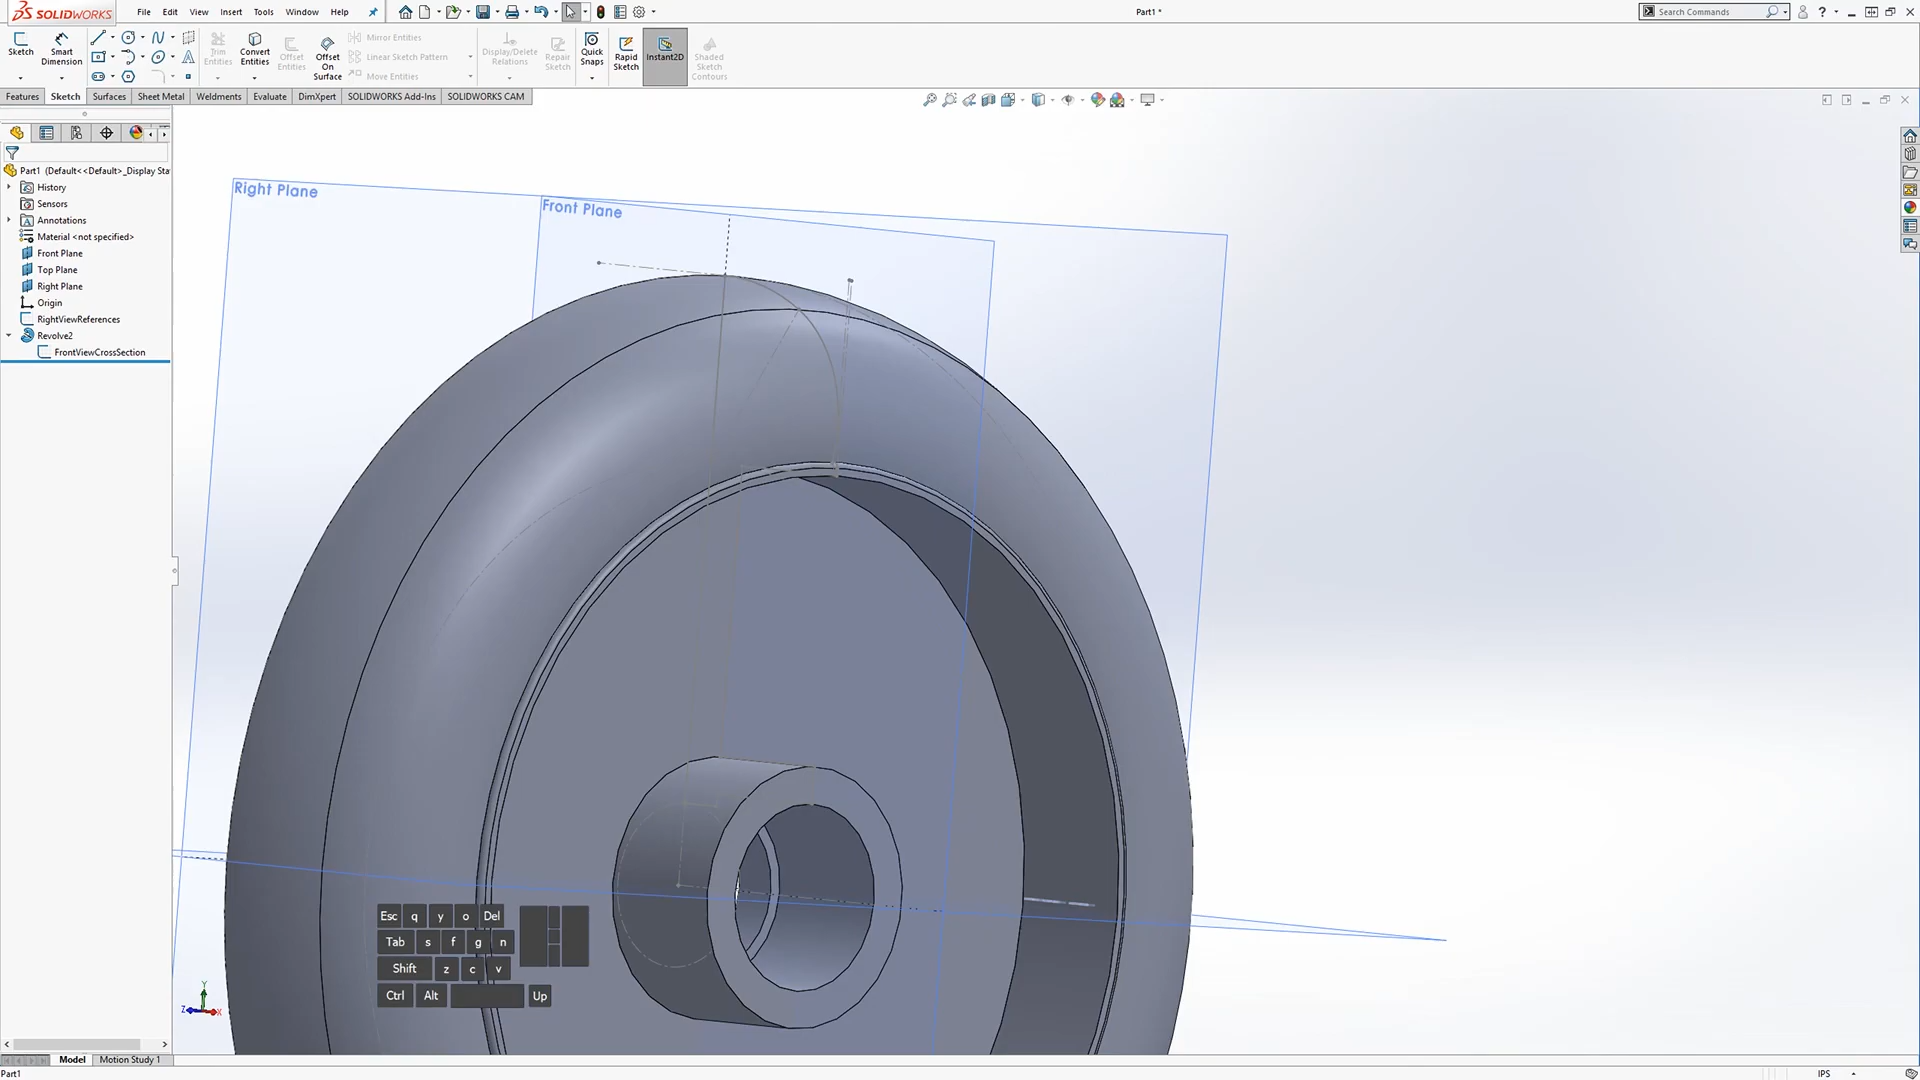 SOLIDWORKS
File Edit View Insert Tools Window Help
Part1 *
Search Commands
Sketch
Smart Dimension
Trim Entities
Convert Entities
Offset Entities
Offset On Surface
Mirror Entities
Linear Sketch Pattern
Move Entities
Display/Delete Relations
Repair Sketch
Quick Snaps
Rapid Sketch
Instant2D
Shaded Sketch Contours
Features Sketch Surfaces Sheet Metal Weldments Evaluate DimXpert SOLIDWORKS Add-Ins SOLIDWORKS CAM
Part1 (Default<<Default>_Display Sta
History
Sensors
Annotations
Material <not specified>
Front Plane
Top Plane
Right Plane
Origin
RightViewReferences
Revolve2
FrontViewCrossSection
Right Plane
Front Plane
Esc q y o Del
Tab s f g n
Shift z c v
Ctrl Alt Up
Y
Z X
Model Motion Study 1
Part1
IPS